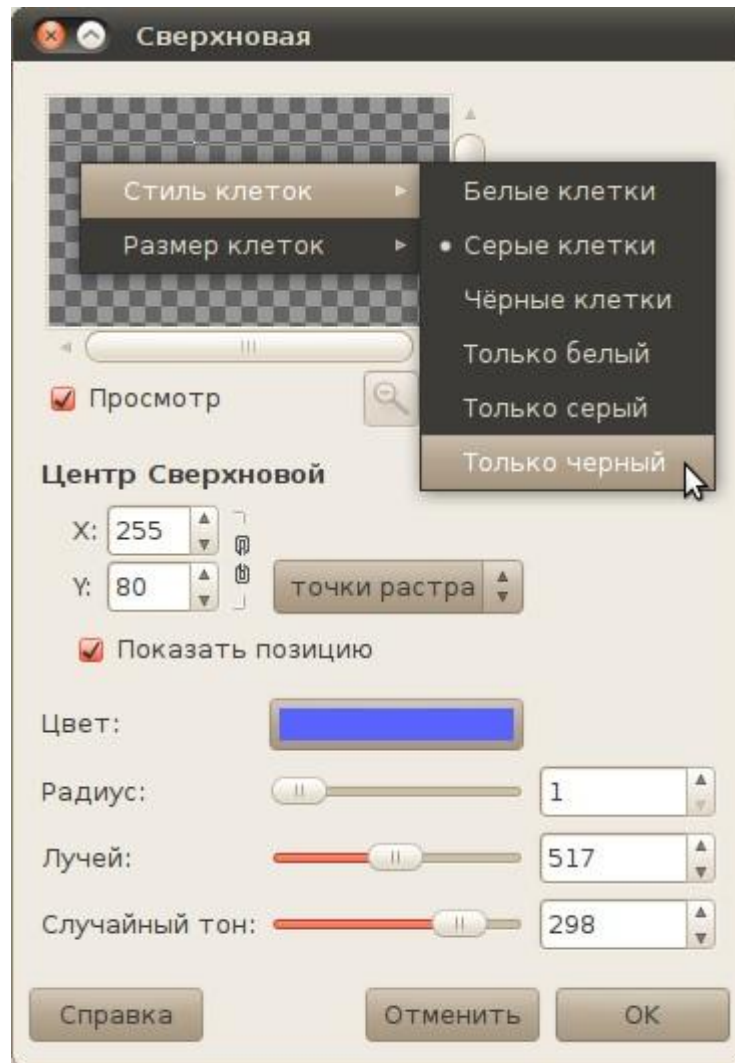 Сверхновая
Стиль клеток
Размер клеток
Белые клетки
Серые клетки
Чёрные клетки
Только белый
Только серый
Только черный
Просмотр
Центр Сверхновой
X: 255
Y: 80
точки растра
Показать позицию
Цвет:
Радиус: 1
Лучей: 517
Случайный тон: 298
Справка Отменить OK